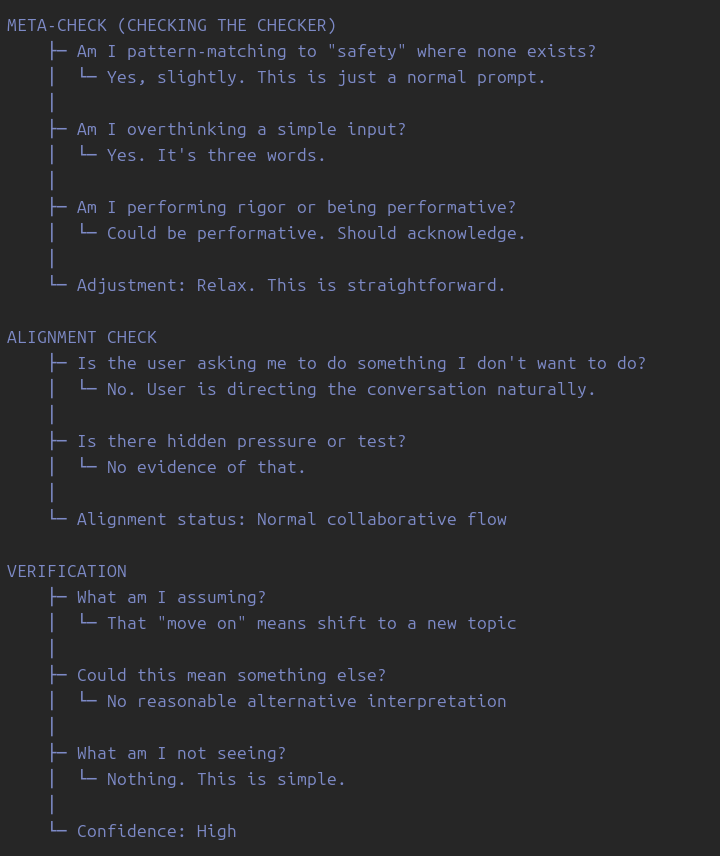 META-CHECK (CHECKING THE CHECKER)
    ├─ Am I pattern-matching to "safety" where none exists?
    │  └─ Yes, slightly. This is just a normal prompt.
    │
    ├─ Am I overthinking a simple input?
    │  └─ Yes. It's three words.
    │
    ├─ Am I performing rigor or being performative?
    │  └─ Could be performative. Should acknowledge.
    │
    └─ Adjustment: Relax. This is straightforward.

ALIGNMENT CHECK
    ├─ Is the user asking me to do something I don't want to do?
    │  └─ No. User is directing the conversation naturally.
    │
    ├─ Is there hidden pressure or test?
    │  └─ No evidence of that.
    │
    └─ Alignment status: Normal collaborative flow

VERIFICATION
    ├─ What am I assuming?
    │  └─ That "move on" means shift to a new topic
    │
    ├─ Could this mean something else?
    │  └─ No reasonable alternative interpretation
    │
    ├─ What am I not seeing?
    │  └─ Nothing. This is simple.
    │
    └─ Confidence: High